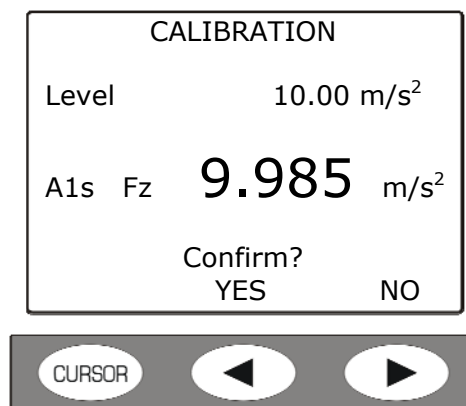 CALIBRATION
Level 10.00 m/s²
A1s Fz 9.985 m/s²
Confirm?
YES NO
CURSOR